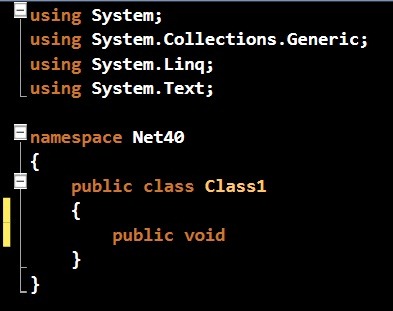 using System;
using System.Collections.Generic;
using System.Linq;
using System.Text;
namespace Net40
{
public class Class1
{
public void
}
}